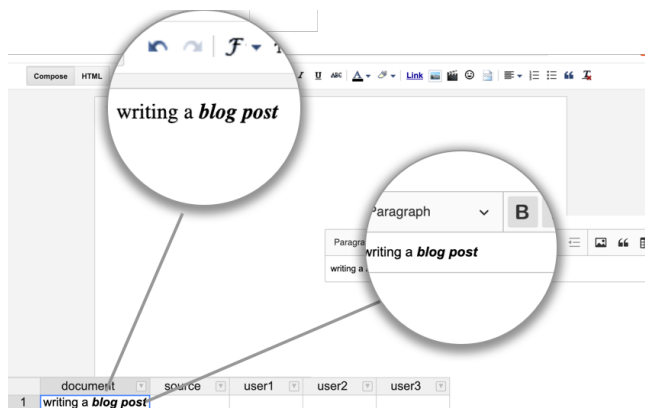 Compose HTML
I U ABC A Link
writing a blog post
Paragraph B
writing a blog post
Paragra
writing a
document source user1 user2 user3
1 writing a blog post